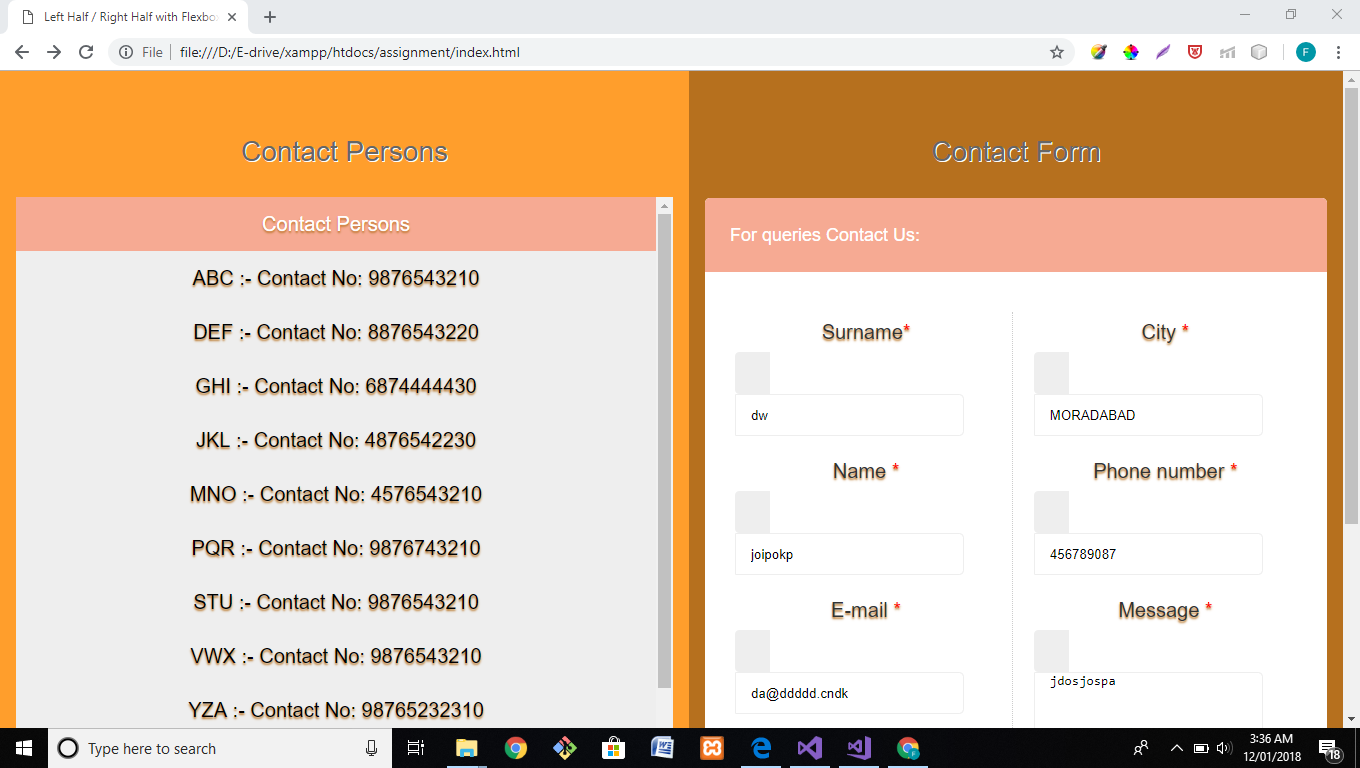 Left Half / Right Half with Flexbo
File
file:///D:/E-drive/xampp/htdocs/assignment/index.html
F
Contact Persons
Contact Persons
ABC :- Contact No: 9876543210
DEF :- Contact No: 8876543220
GHI :- Contact No: 6874444430
JKL :- Contact No: 4876542230
MNO :- Contact No: 4576543210
PQR :- Contact No: 9876743210
STU :- Contact No: 9876543210
VWX :- Contact No: 9876543210
YZA :- Contact No: 98765232310
Contact Form
For queries Contact Us:
Surname*
dw
Name *
joipokp
E-mail *
da@ddddd.cndk
City *
MORADABAD
Phone number *
456789087
Message *
jdosjospa
Type here to search
3:36 AM
12/01/2018
18